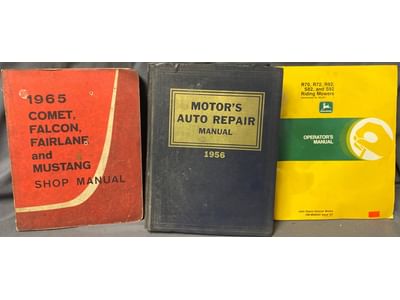 1965
COMET,
FALCON,
FAIRLANE
and
MUSTANG
SHOP MANUAL
MOTOR'S
AUTO REPAIR
MANUAL
1956
R70, R72, R92,
S82, and S92
Riding Mowers
OPERATOR'S
MANUAL